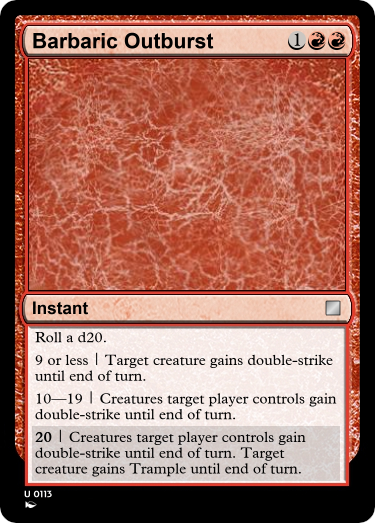 Barbaric Outburst 1
Instant
Roll a d20.
9 or less | Target creature gains double-strike
until end of turn.
10—19 | Creatures target player controls gain
double-strike until end of turn.
20 | Creatures target player controls gain
double-strike until end of turn. Target
creature gains Trample until end of turn.
U 0113